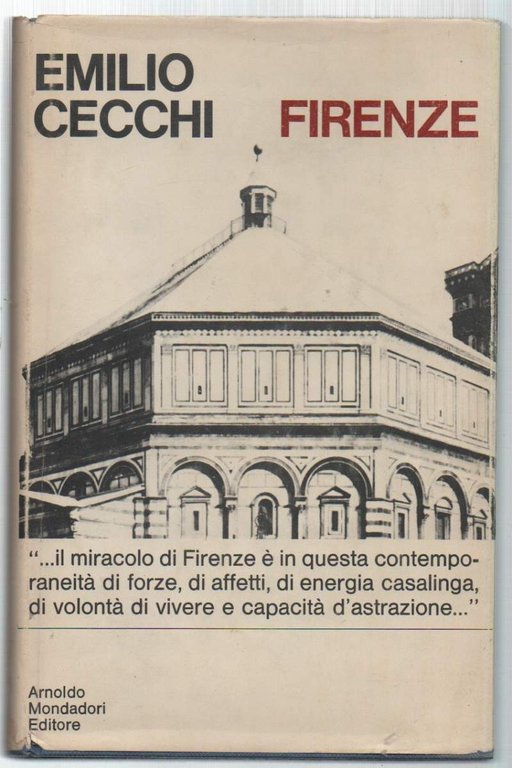 EMILIO
CECCHI FIRENZE
“...il miracolo di Firenze è in questa contempo-
raneità di forze, di affetti, di energia casalinga,
di volontà di vivere e capacità d'astrazione...”
Arnoldo
Mondadori
Editore